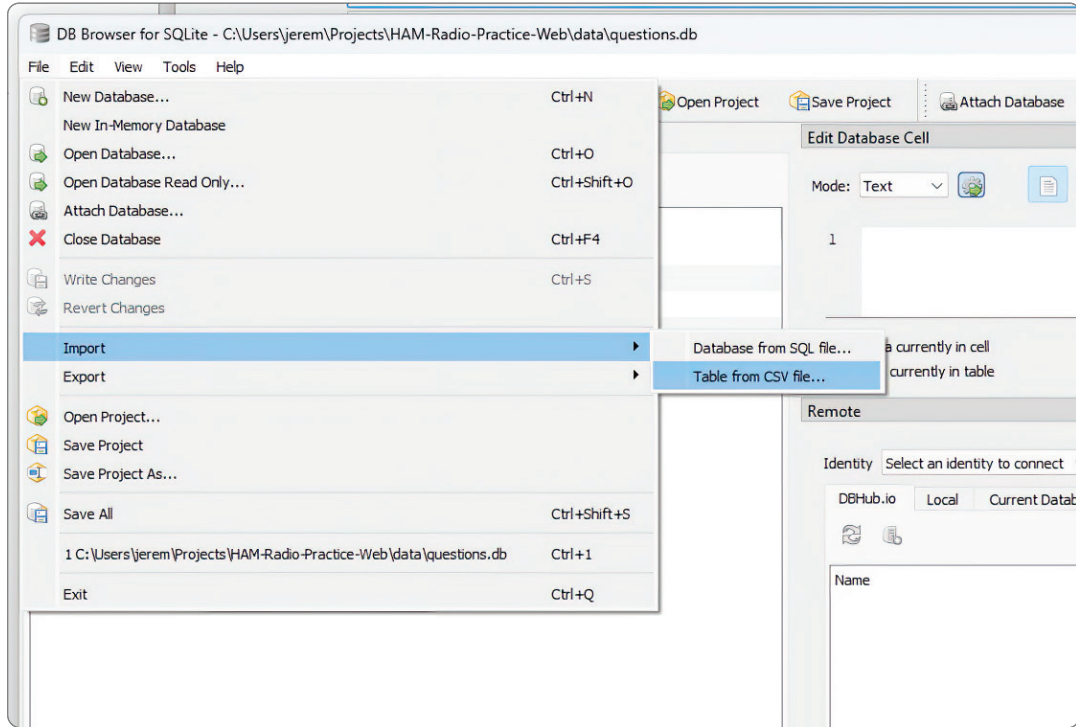 DB Browser for SQLite - C:\Users\jerem\Projects\HAM-Radio-Practice-Web\data\questions.db
File Edit View Tools Help
New Database... Ctrl+N
New In-Memory Database
Open Database... Ctrl+O
Open Database Read Only... Ctrl+Shift+O
Attach Database...
Close Database Ctrl+F4
Write Changes Ctrl+S
Revert Changes
Import
Export
Open Project...
Save Project
Save Project As...
Save All Ctrl+Shift+S
1 C:\Users\jerem\Projects\HAM-Radio-Practice-Web\data\questions.db Ctrl+1
Exit Ctrl+Q
Database from SQL file...
Table from CSV file...
Open Project Save Project Attach Database
Edit Database Cell
Mode: Text
1
a currently in cell
currently in table
Remote
Identity Select an identity to connect
DBHub.io Local Current Datab
Name